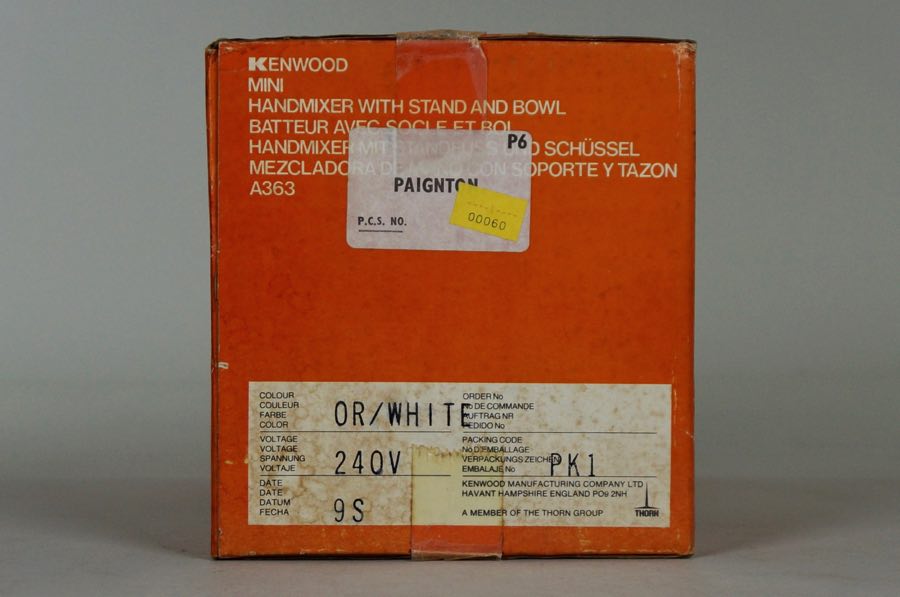 KENWOOD
MINI
HANDMIXER WITH STAND AND BOWL
BATTEUR AVEC SOCLE ET BOL
HANDMIXER MIT STANDFUSS UND SCHÜSSEL
MEZCLADORA DE CON SOPORTE Y TAZON
A363
P6
PAIGNTON
00060
P.C.S. NO.
COLOUR
COULEUR
FARBE
COLOR
OR/WHITE
VOLTAGE
VOLTAGE
SPANNUNG
VOLTAJE
240V
DATE
DATE
DATUM
FECHA
9S
ORDER No
No DE COMMANDE
AUFTRAG NR
PEDIDO No
PACKING CODE
No D'EMBALLAGE
VERPACKUNGS ZEICHEN
EMBALAJE No
PK1
KENWOOD MANUFACTURING COMPANY LTD
HAVANT HAMPSHIRE ENGLAND PO9 2NH
A MEMBER OF THE THORN GROUP
THORN